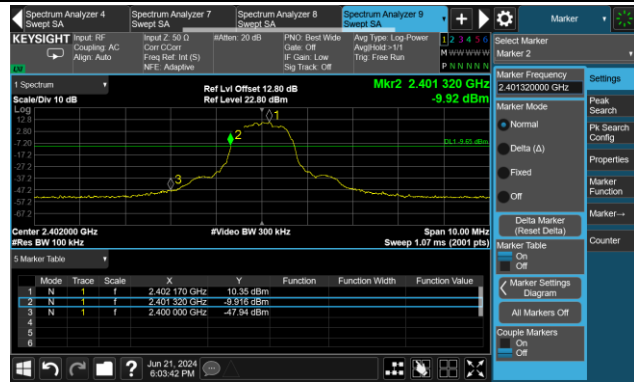 Spectrum Analyzer 4
Swept SA
Spectrum Analyzer 7
Swept SA
Spectrum Analyzer 8
Swept SA
Spectrum Analyzer 9
Swept SA
Marker
KEYSIGHT
Input: RF
Coupling: AC
Align: Auto
Input Z: 50 Ω
Corr CCorr
Freq Ref: Int (S)
NFE: Adaptive
#Atten: 20 dB
PNO: Best Wide
Gate: Off
IF Gain: Low
Sig Track: Off
Avg Type: Log-Power
Avg|Hold:>1/1
Trig: Free Run
1 2 3 4 5 6
M W W W W W
P N N N N N
LXI
Select Marker
Marker 2
1 Spectrum
Scale/Div 10 dB
Ref Lvl Offset 12.80 dB
Ref Level 22.80 dBm
Mkr2 2.401 320 GHz
-9.92 dBm
Log
12.8
2.80
-7.20
-17.2
-27.2
-37.2
-47.2
-57.2
-67.2
1
2
3
DL1 -9.65 dBm
Center 2.402000 GHz
#Res BW 100 kHz
#Video BW 300 kHz
Span 10.00 MHz
Sweep 1.07 ms (2001 pts)
5 Marker Table
Mode Trace Scale X Y Function Function Width Function Value
1 N 1 f 2.402 170 GHz 10.35 dBm
2 N 1 f 2.401 320 GHz -9.916 dBm
3 N 1 f 2.400 000 GHz -47.94 dBm
4
5
6
Marker Frequency
2.401320000 GHz
Marker Mode
Normal
Delta (Δ)
Fixed
Off
Delta Marker
(Reset Delta)
Marker Table
On
Off
Marker Settings
Diagram
All Markers Off
Couple Markers
On
Off
Settings
Peak
Search
Pk Search
Config
Properties
Marker
Function
Marker→
Counter
Jun 21, 2024
6:03:42 PM